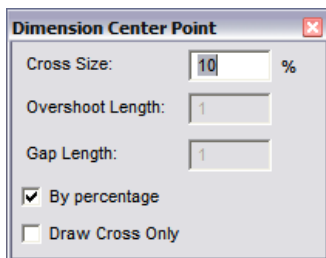 Dimension Center Point
Cross Size: 10 %
Overshoot Length: 1
Gap Length: 1
By percentage
Draw Cross Only